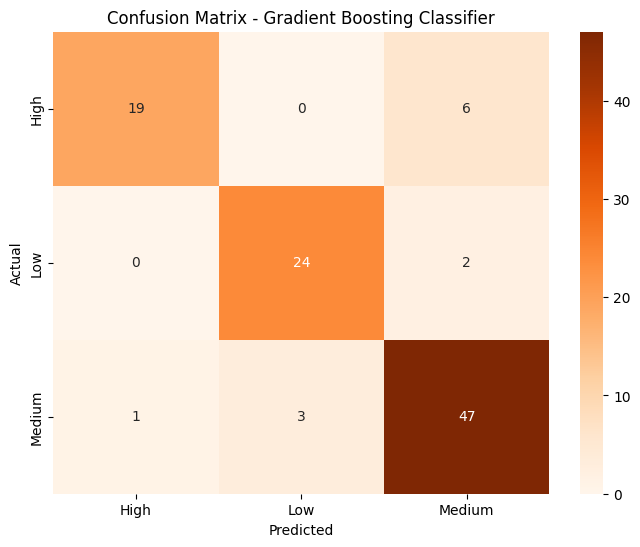 Confusion Matrix - Gradient Boosting Classifier
Actual
High
19
0
6
Low
0
24
2
Medium
1
3
47
High
Low
Medium
Predicted
40
30
20
10
0